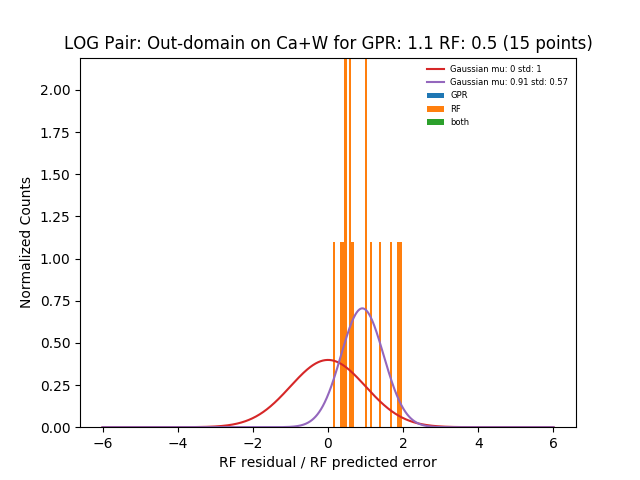 LOG Pair: Out-domain on Ca+W for GPR: 1.1 RF: 0.5 (15 points)
Gaussian mu: 0 std: 1
Gaussian mu: 0.91 std: 0.57
GPR
RF
both
Normalized Counts
2.00
1.75
1.50
1.25
1.00
0.75
0.50
0.25
0.00
−6
−4
−2
0
2
4
6
RF residual / RF predicted error